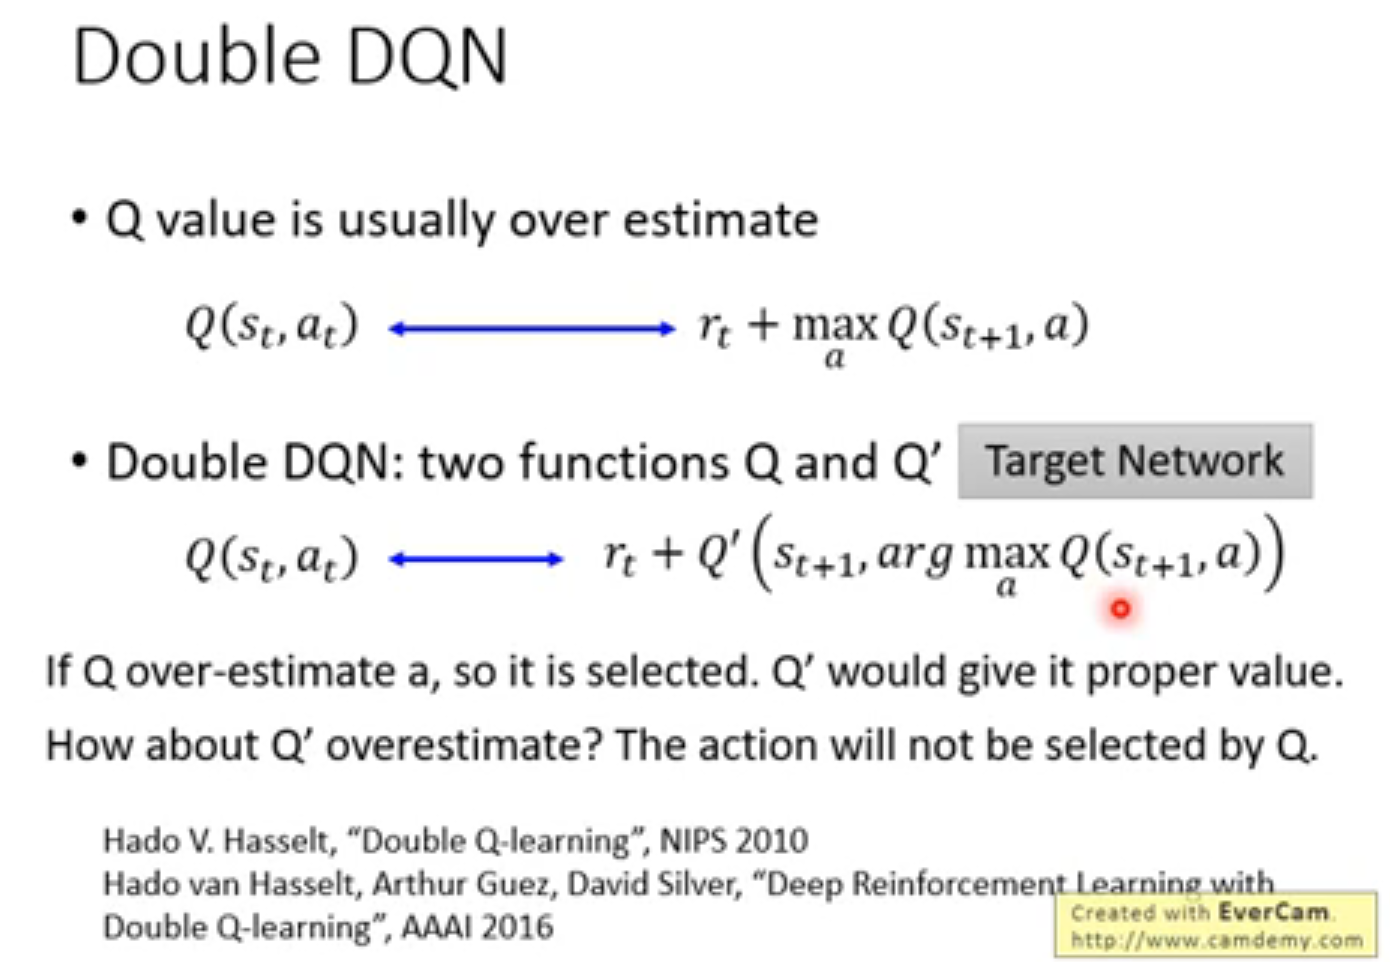 Double DQN
• Q value is usually over estimate
Q(s_t, a_t) ⟷ r_t + max_a Q(s_{t+1}, a)
• Double DQN: two functions Q and Q′ Target Network
Q(s_t, a_t) ⟷ r_t + Q′(s_{t+1}, arg max_a Q(s_{t+1}, a))
If Q over-estimate a, so it is selected. Q′ would give it proper value.
How about Q′ overestimate? The action will not be selected by Q.
Hado V. Hasselt, “Double Q-learning”, NIPS 2010
Hado van Hasselt, Arthur Guez, David Silver, “Deep Reinforcement Learning with
Double Q-learning”, AAAI 2016
Created with EverCam.
http://www.camdemy.com